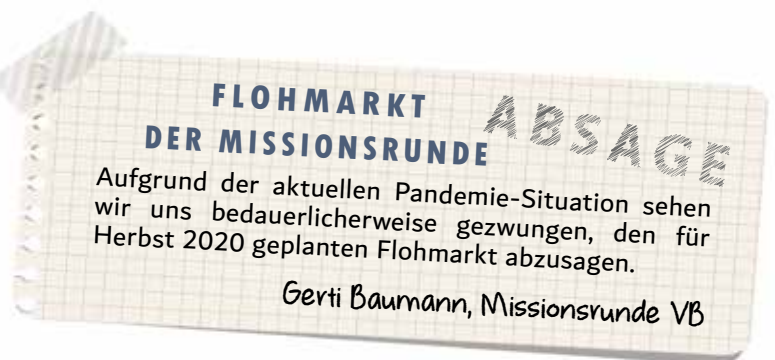 FLOHMARKT
DER MISSIONSRUNDE
ABSAGE
Aufgrund der aktuellen Pandemie-Situation sehen
wir uns bedauerlicherweise gezwungen, den für
Herbst 2020 geplanten Flohmarkt abzusagen.
Gerti Baumann, Missionsrunde VB